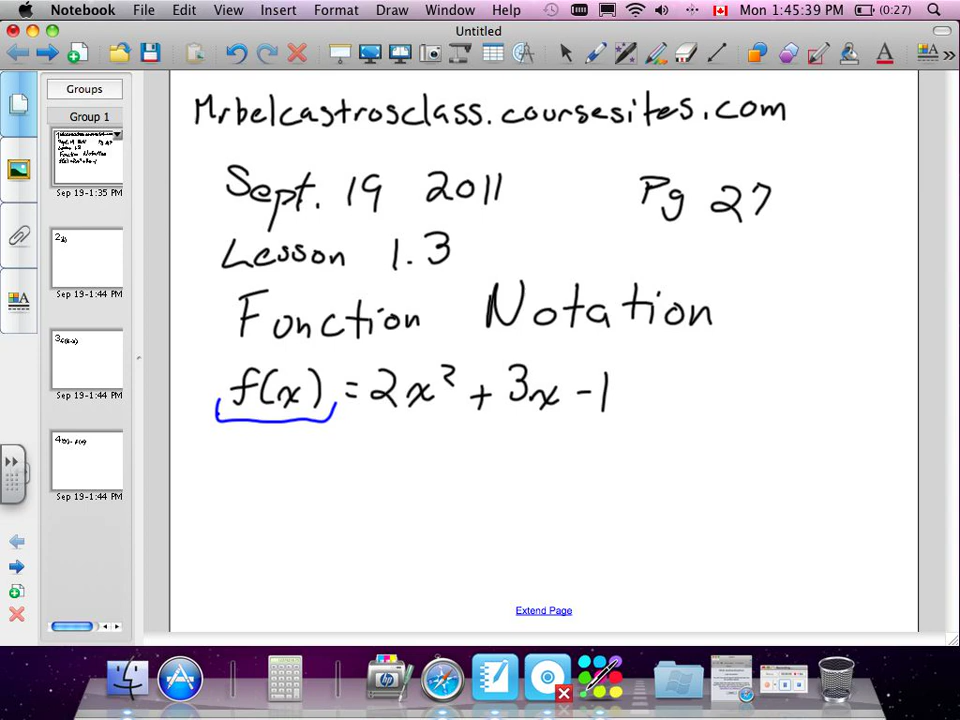 Notebook File Edit View Insert Format Draw Window Help Mon 1:45:39 PM (0:27)
Untitled
Groups
Group 1
Sep 19-1:35 PM
Sep 19-1:44 PM
Sep 19-1:44 PM
Sep 19-1:44 PM
Mrbelcastrosclass.coursesites.com
Sept. 19 2011 Pg 27
Lesson 1.3
Function Notation
f(x) = 2x² + 3x - 1
Extend Page